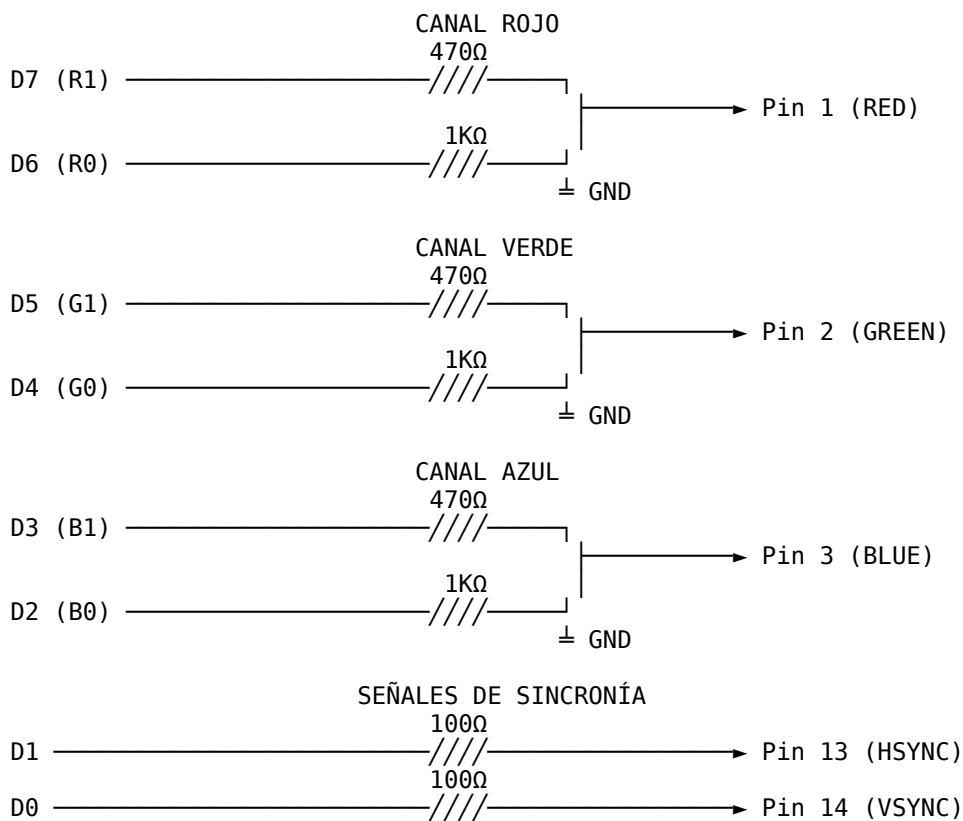 CANAL ROJO
470Ω
D7 (R1)
Pin 1 (RED)
1KΩ
D6 (R0)
GND
CANAL VERDE
470Ω
D5 (G1)
Pin 2 (GREEN)
1KΩ
D4 (G0)
GND
CANAL AZUL
470Ω
D3 (B1)
Pin 3 (BLUE)
1KΩ
D2 (B0)
GND
SEÑALES DE SINCRONÍA
100Ω
D1 Pin 13 (HSYNC)
100Ω
D0 Pin 14 (VSYNC)